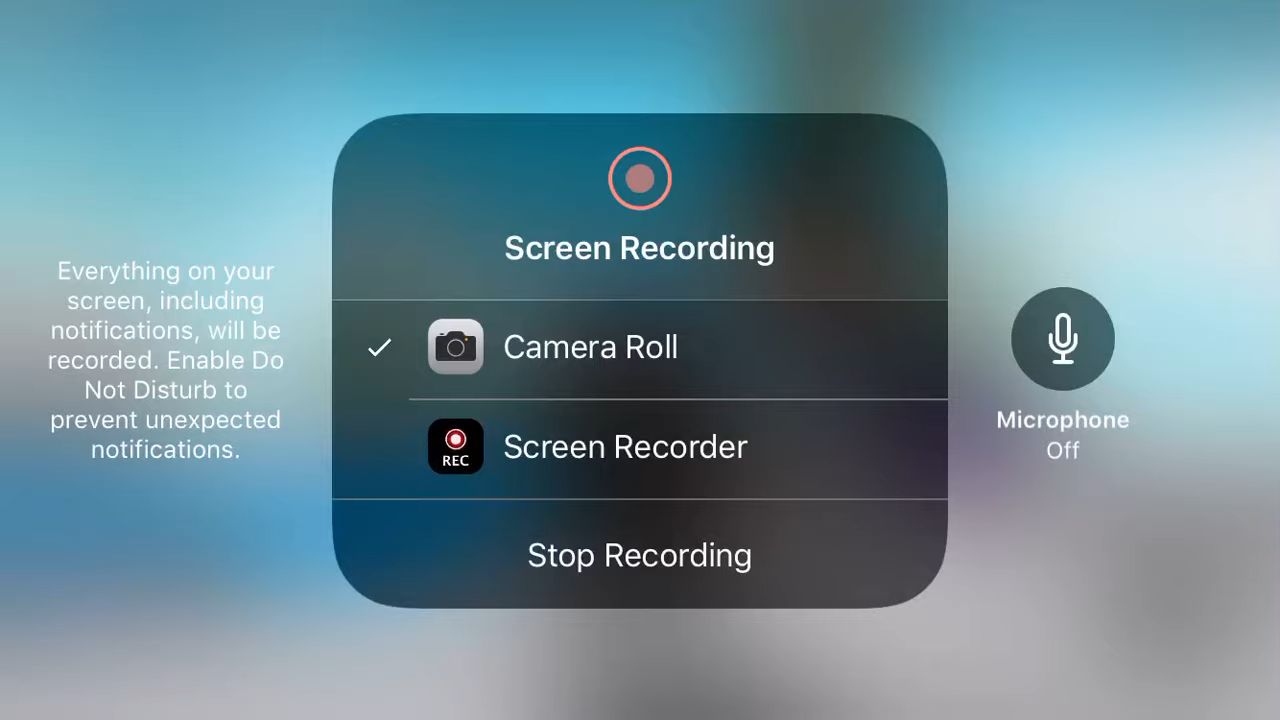 Everything on your
screen, including
notifications, will be
recorded. Enable Do
Not Disturb to
prevent unexpected
notifications.
Screen Recording
Camera Roll
REC
Screen Recorder
Stop Recording
Microphone
Off